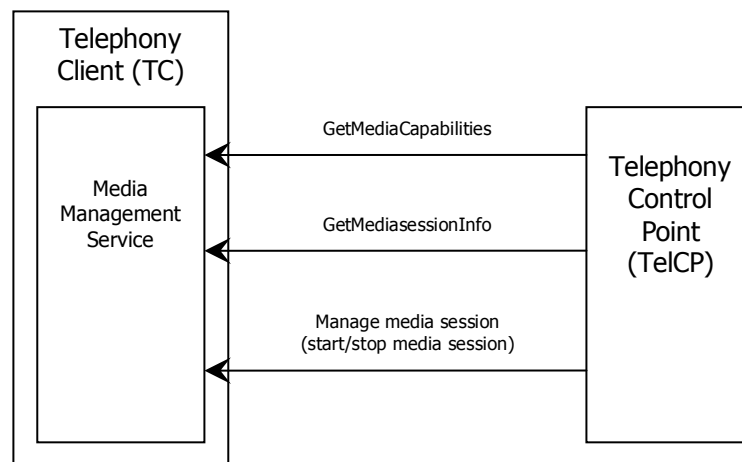 Telephony
Client (TC)
Media
Management
Service
GetMediaCapabilities
GetMediasessionInfo
Manage media session
(start/stop media session)
Telephony
Control
Point
(TelCP)